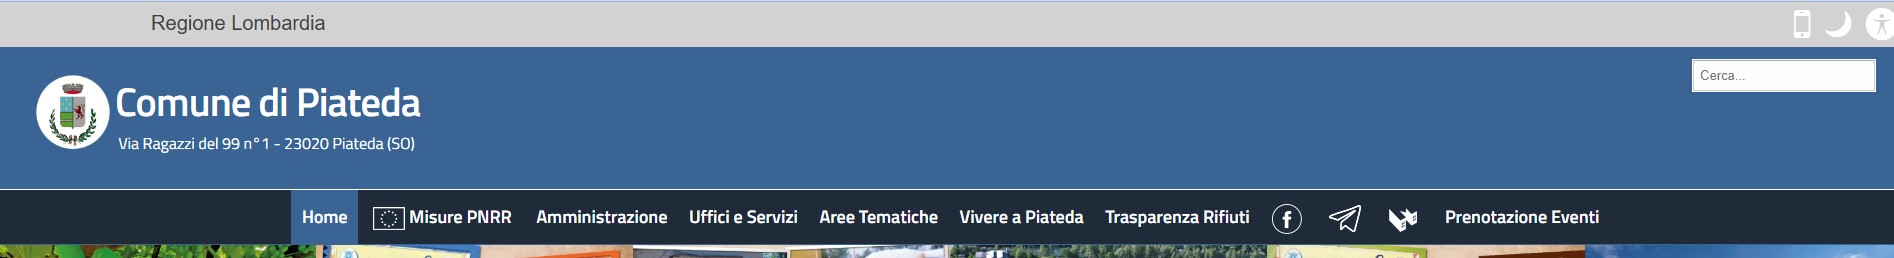 Regione Lombardia
Cerca...
Comune di Piateda
Via Ragazzi del 99 n°1 - 23020 Piateda (SO)
Home Misure PNRR Amministrazione Uffici e Servizi Aree Tematiche Vivere a Piateda Trasparenza Rifiuti Prenotazione Eventi